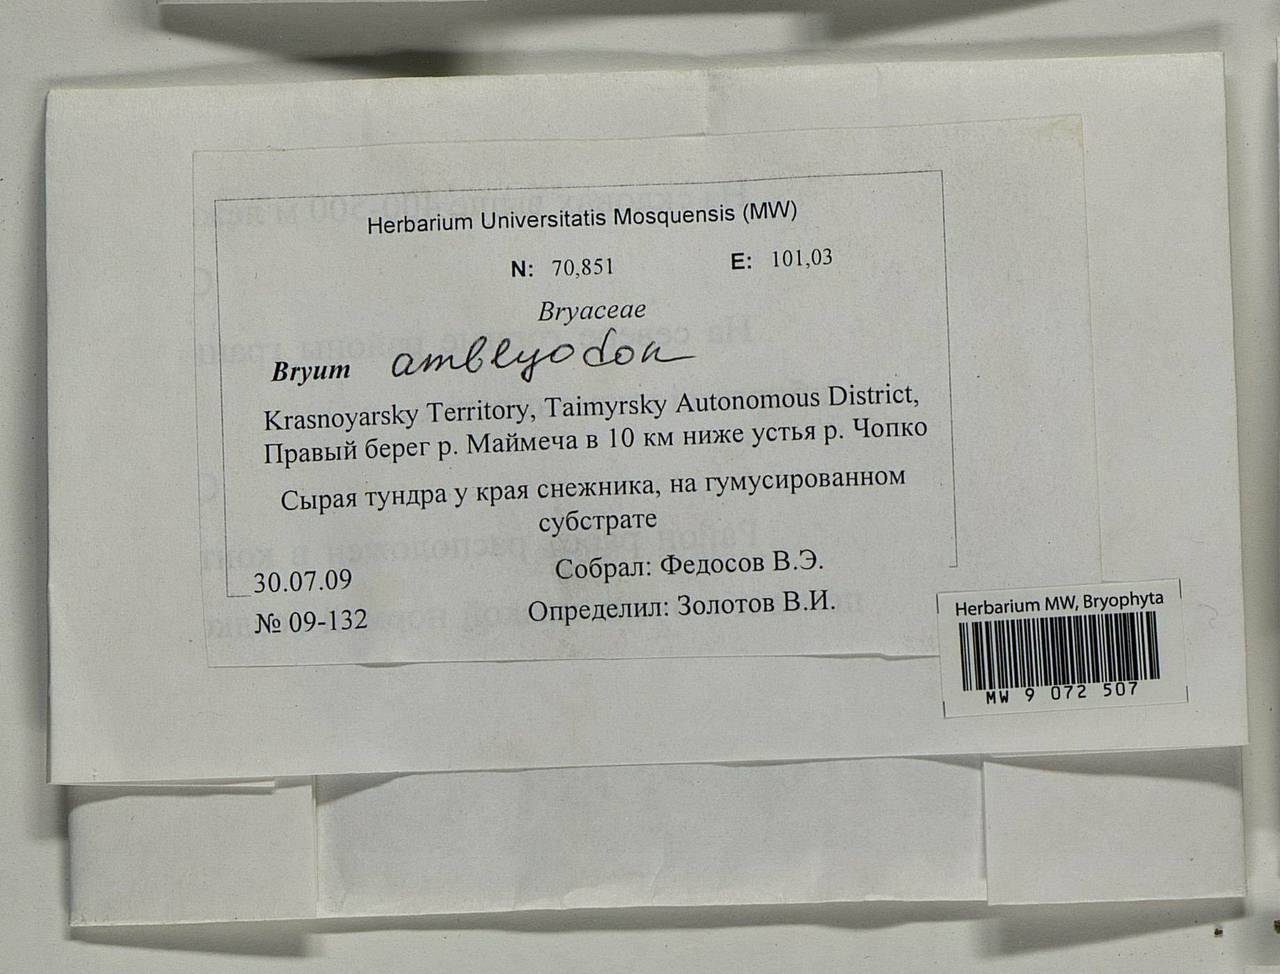 Herbarium Universitatis Mosquensis (MW)
N: 70,851 E: 101,03
Bryaceae
Bryum amblyodon
Krasnoyarsky Territory, Taimyrsky Autonomous District,
Правый берег р. Маймеча в 10 км ниже устья р. Чопко
Сырая тундра у края снежника, на гумусированном
субстрате
30.07.09 Собрал: Федосов В.Э.
№ 09-132 Определил: Золотов В.И.
Herbarium MW, Bryophyta
MW 9 072 507